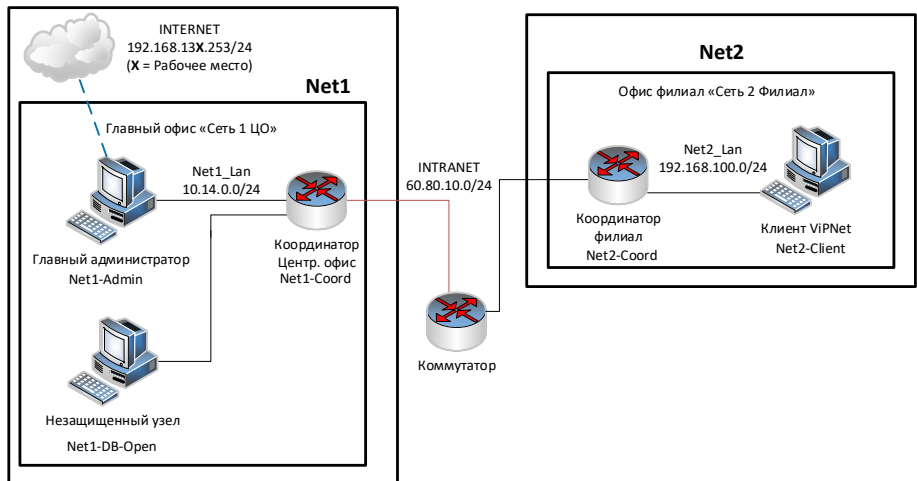 INTERNET
192.168.13X.253/24
(X = Рабочее место)
Net1
Главный офис «Сеть 1 ЦО»
Net1_Lan
10.14.0.0/24
Главный администратор
Net1-Admin
Координатор
Центр. офис
Net1-Coord
Незащищенный узел
Net1-DB-Open
INTRANET
60.80.10.0/24
Коммутатор
Net2
Офис филиал «Сеть 2 Филиал»
Net2_Lan
192.168.100.0/24
Координатор
филиал
Net2-Coord
Клиент ViPNet
Net2-Client